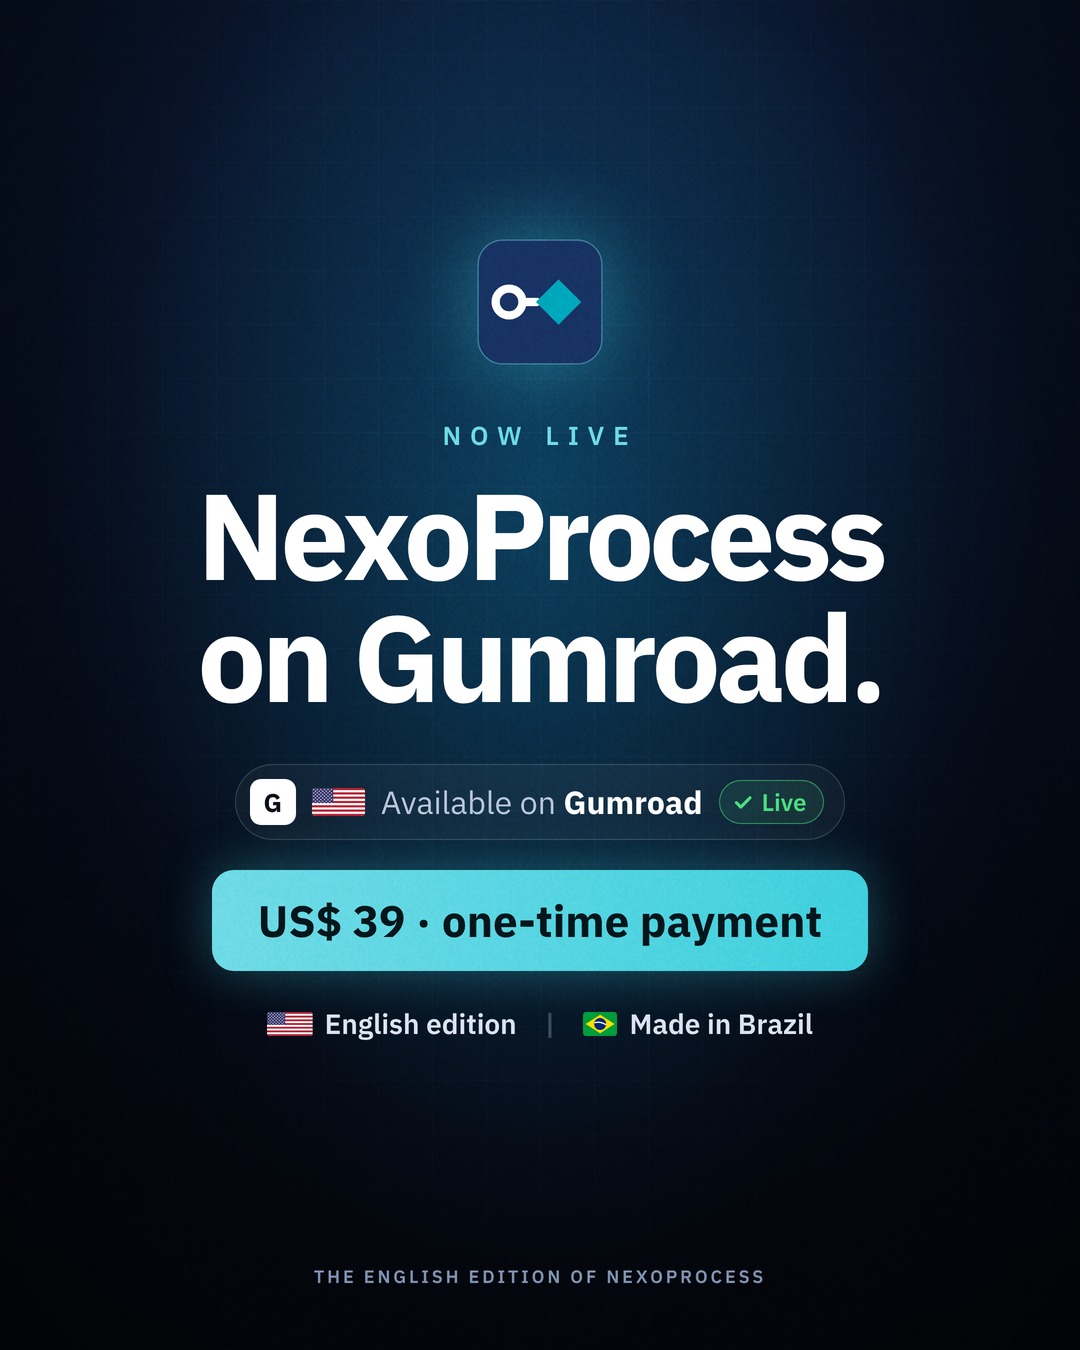 NOW LIVE
NexoProcess
on Gumroad.
G Available on Gumroad ✓ Live
US$ 39 · one-time payment
English edition | Made in Brazil
THE ENGLISH EDITION OF NEXOPROCESS